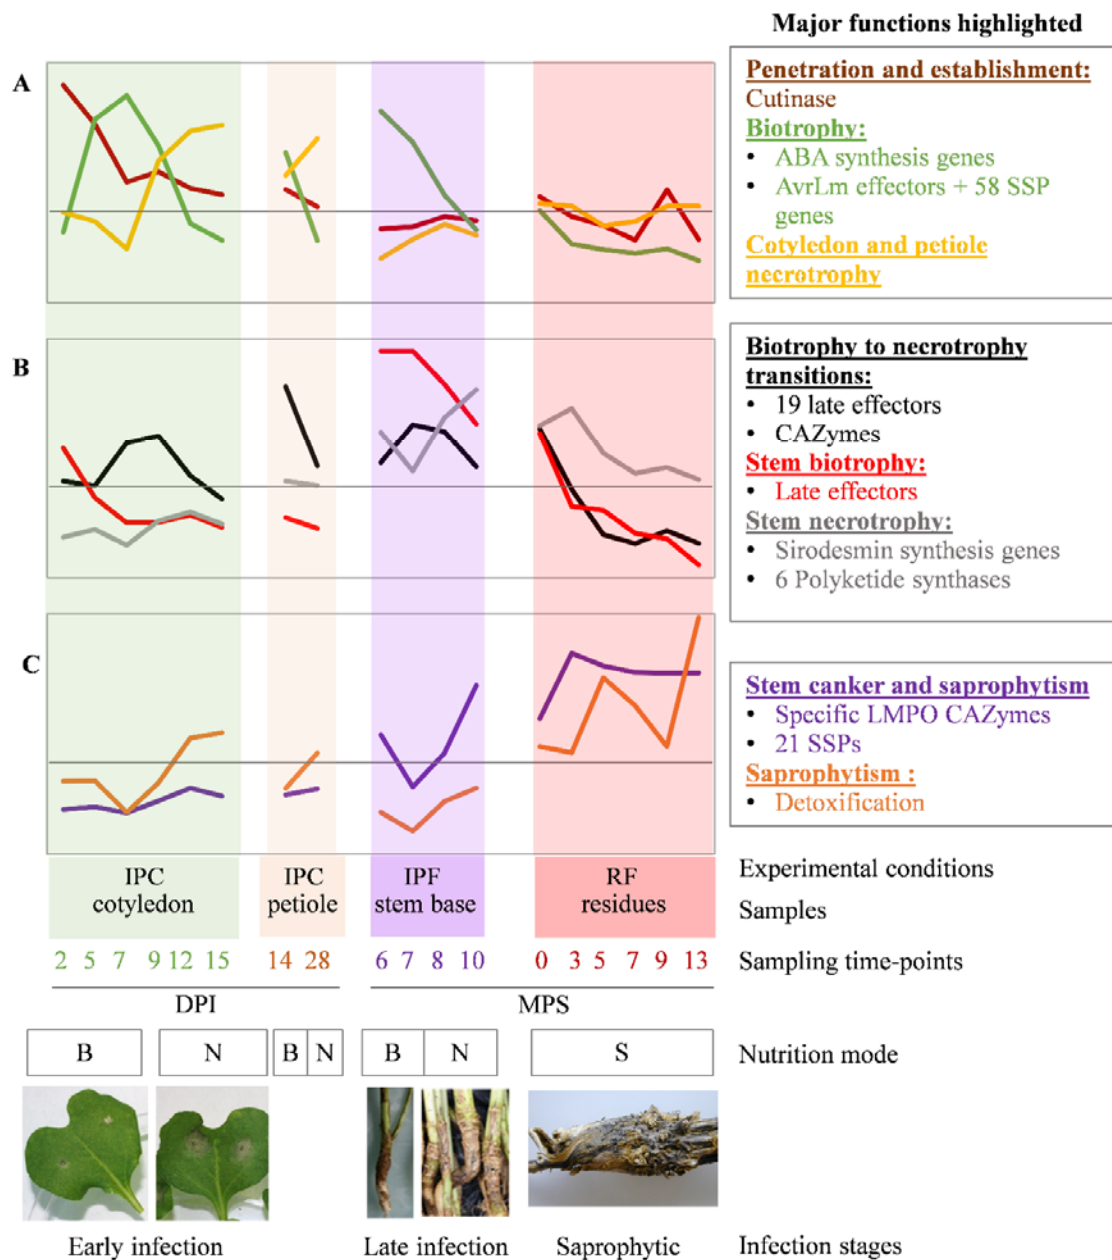 Major functions highlighted
A
Penetration and establishment:
Cutinase
Biotrophy:
• ABA synthesis genes
• AvrLm effectors + 58 SSP
genes
Cotyledon and petiole
necrotrophy
B
Biotrophy to necrotrophy
transitions:
• 19 late effectors
• CAZymes
Stem biotrophy:
• Late effectors
Stem necrotrophy:
• Sirodesmin synthesis genes
• 6 Polyketide synthases
C
Stem canker and saprophytism
• Specific LMPO CAZymes
• 21 SSPs
Saprophytism :
• Detoxification
IPC IPC IPF RF Experimental conditions
cotyledon petiole stem base residues Samples
2 5 7 9 12 15 14 28 6 7 8 10 0 3 5 7 9 13 Sampling time-points
DPI MPS
B N B N B N S Nutrition mode
Early infection Late infection Saprophytic Infection stages